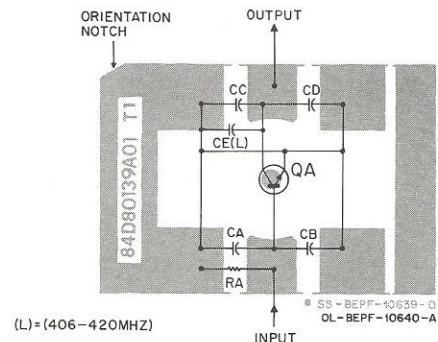 ORIENTATION
NOTCH
OUTPUT
CC
CD
CE(L)
84D80139A01 T1
QA
CA
CB
RA
SS-BEPF-10639-O
OL-BEPF-10640-A
(L)=(406-420MHZ)
INPUT